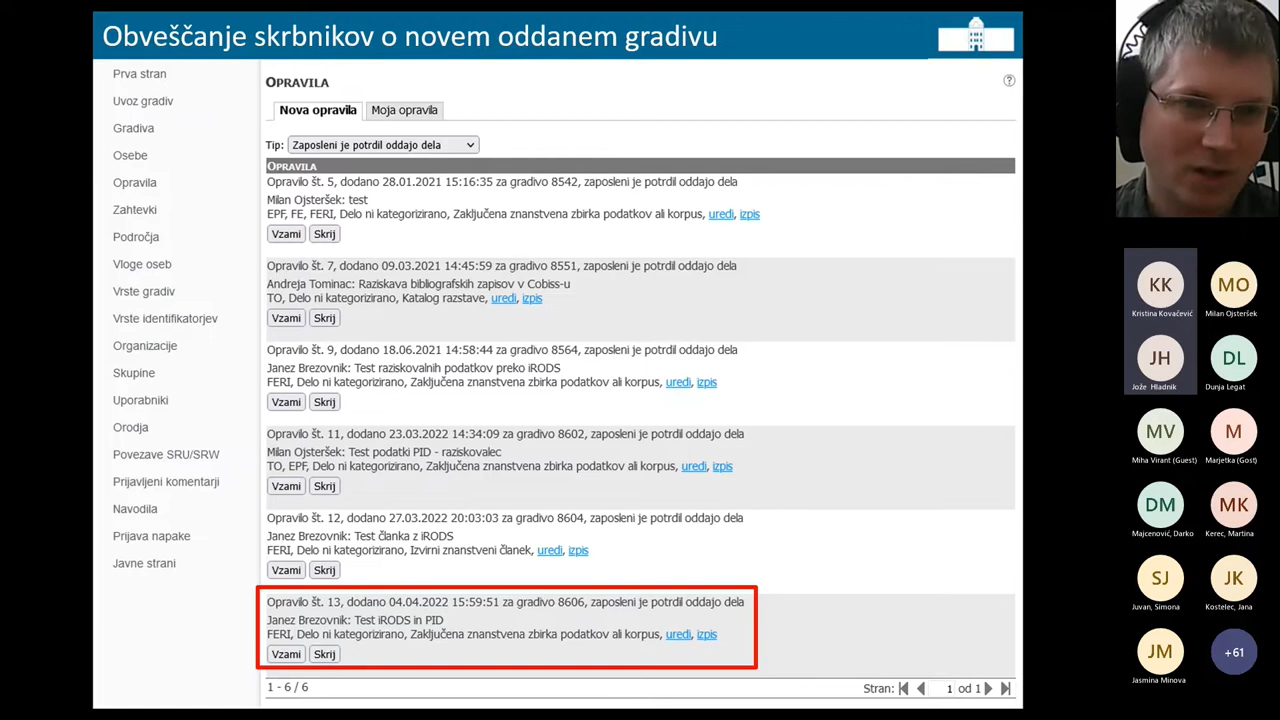 Obveščanje skrbnikov o novem oddanem gradivu
Prva stran
Uvoz gradiv
Gradiva
Osebe
Opravila
Zahtevki
Področja
Vloge oseb
Vrste gradiv
Vrste identifikatorjev
Organizacije
Skupine
Uporabniki
Orodja
Povezave SRU/SRW
Prijavljeni komentarji
Navodila
Prijava napake
Javne strani
OPRAVILA
?
Nova opravila Moja opravila
Tip: Zaposleni je potrdil oddajo dela
OPRAVILA
Opravilo št. 5, dodano 28.01.2021 15:16:35 za gradivo 8542, zaposleni je potrdil oddajo dela
Milan Ojsteršek: test
EPF, FE, FERI, Delo ni kategorizirano, Zaključena znanstvena zbirka podatkov ali korpus, uredi, izpis
Vzami Skrij
Opravilo št. 7, dodano 09.03.2021 14:45:59 za gradivo 8551, zaposleni je potrdil oddajo dela
Andreja Tominac: Raziskava bibliografskih zapisov v Cobiss-u
TO, Delo ni kategorizirano, Katalog razstave, uredi, izpis
Vzami Skrij
Opravilo št. 9, dodano 18.06.2021 14:58:44 za gradivo 8564, zaposleni je potrdil oddajo dela
Janez Brezovnik: Test raziskovalnih podatkov preko iRODS
FERI, Delo ni kategorizirano, Zaključena znanstvena zbirka podatkov ali korpus, uredi, izpis
Vzami Skrij
Opravilo št. 11, dodano 23.03.2022 14:34:09 za gradivo 8602, zaposleni je potrdil oddajo dela
Milan Ojsteršek: Test podatki PID - raziskovalec
TO, EPF, Delo ni kategorizirano, Zaključena znanstvena zbirka podatkov ali korpus, uredi, izpis
Vzami Skrij
Opravilo št. 12, dodano 27.03.2022 20:03:03 za gradivo 8604, zaposleni je potrdil oddajo dela
Janez Brezovnik: Test članka z iRODS
FERI, Delo ni kategorizirano, Izvirni znanstveni članek, uredi, izpis
Vzami Skrij
Opravilo št. 13, dodano 04.04.2022 15:59:51 za gradivo 8606, zaposleni je potrdil oddajo dela
Janez Brezovnik: Test iRODS in PID
FERI, Delo ni kategorizirano, Zaključena znanstvena zbirka podatkov ali korpus, uredi, izpis
Vzami Skrij
1 - 6 / 6
Stran: 1 od 1
KK MO
Kristina Kovačević Milan Ojsteršek
JH DL
Jože Hladnik Dunja Legat
MV M
Miha Virant (Guest) Marjetka (Gost)
DM MK
Majcenović, Darko Kerec, Martina
SJ JK
Juvan, Simona Kostelec, Jana
JM +61
Jasmina Minova